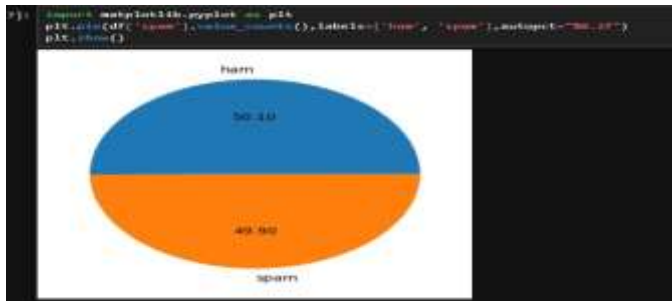 import matplotlib.pyplot as plt
plt.pie(df['spam'].value_counts(),labels=['ham', 'spam'],autopct="%0.2f")
plt.show()
ham
50.10
49.90
spam